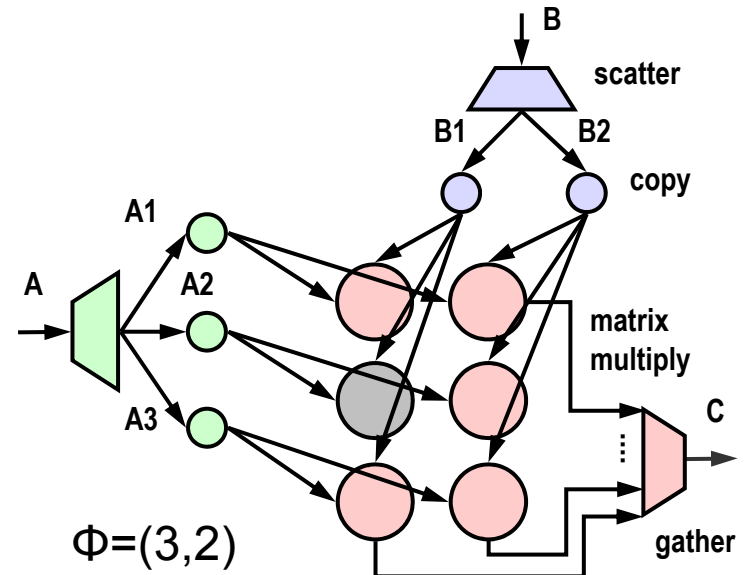 B
scatter
B1
B2
copy
A1
A
A2
matrix
multiply
A3
C
gather
Φ=(3,2)